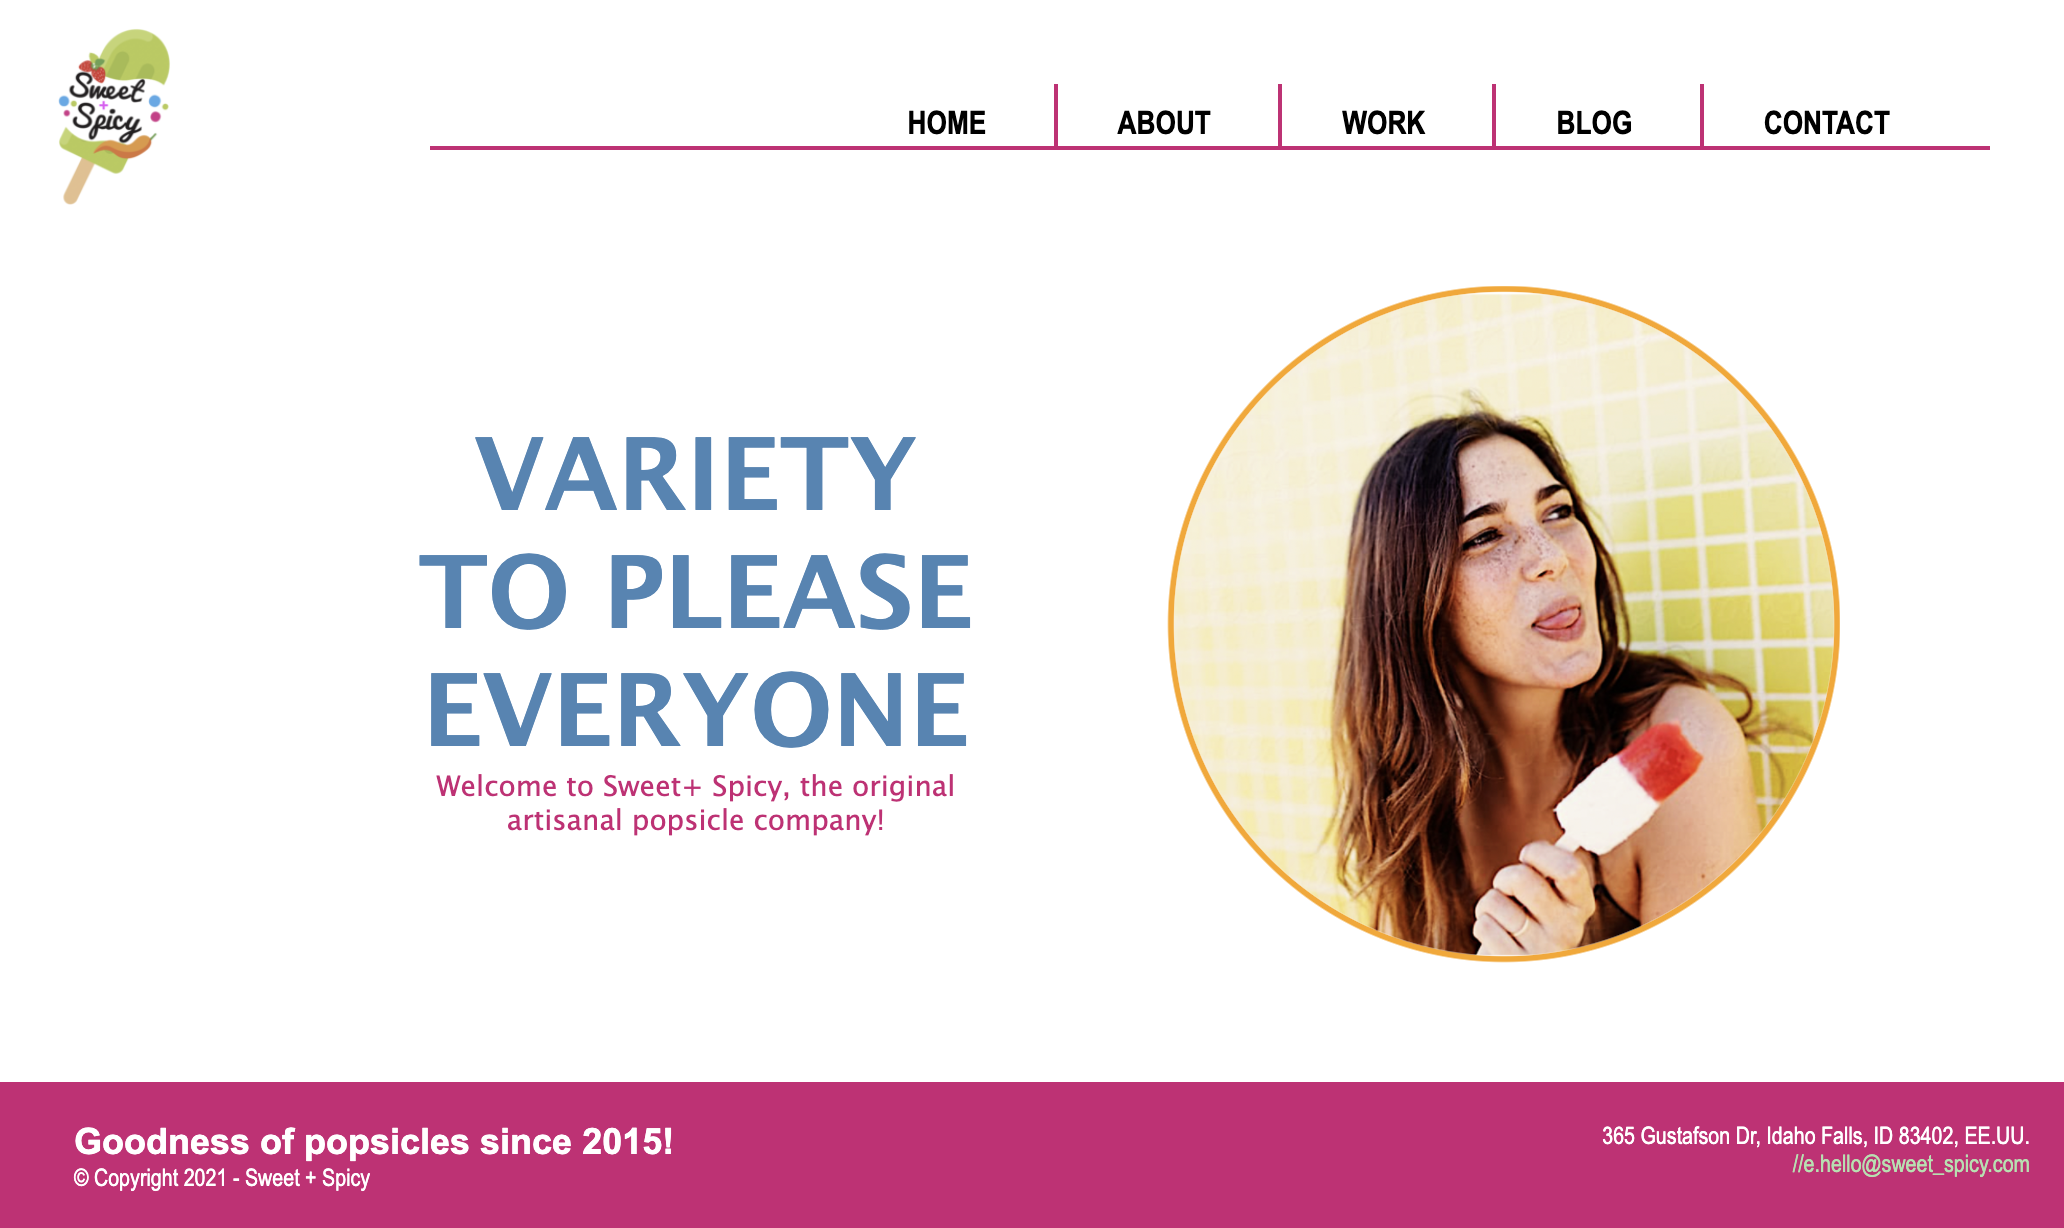 Sweet
+
Spicy
HOME
ABOUT
WORK
BLOG
CONTACT
VARIETY
TO PLEASE
EVERYONE
Welcome to Sweet+ Spicy, the original
artisanal popsicle company!
Goodness of popsicles since 2015!
© Copyright 2021 - Sweet + Spicy
365 Gustafson Dr, Idaho Falls, ID 83402, EE.UU.
//e.hello@sweet_spicy.com